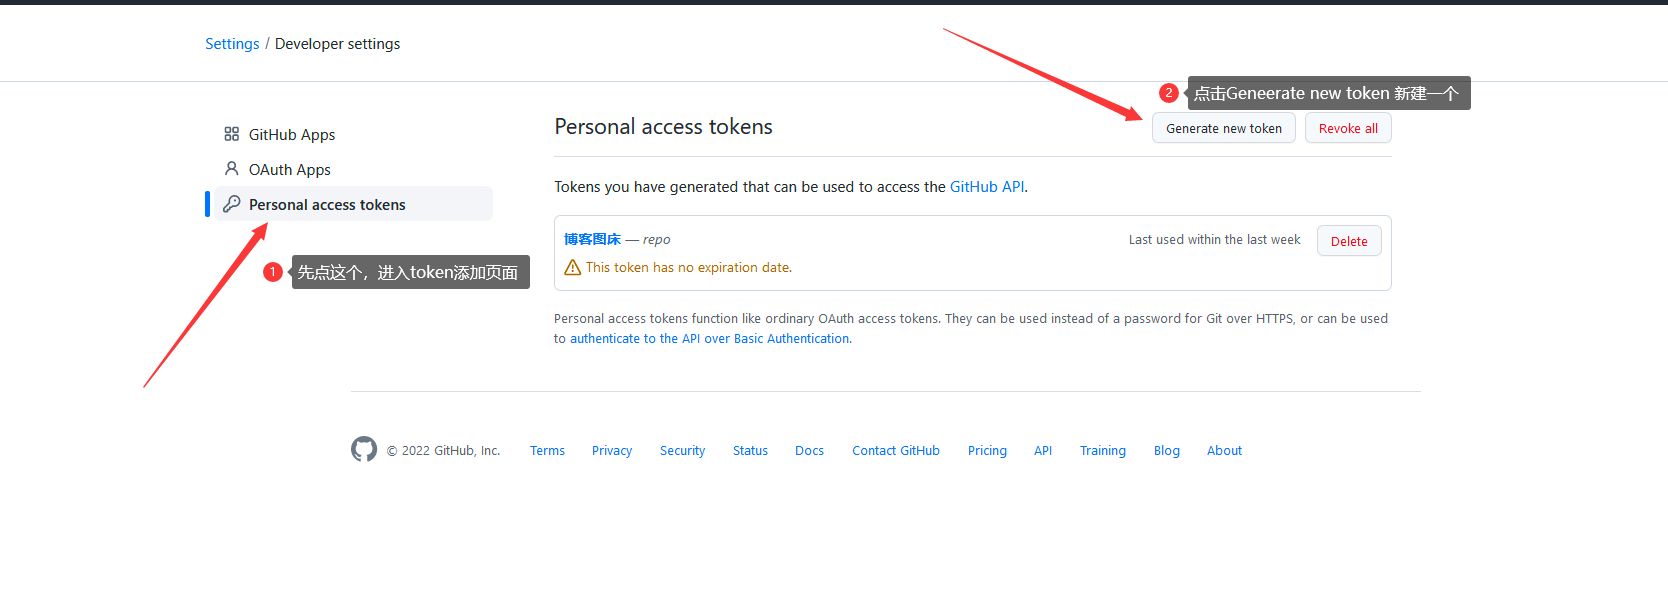 Settings / Developer settings
2 点击Geneerate new token 新建一个
GitHub Apps
OAuth Apps
Personal access tokens
1 先点这个，进入token添加页面
Personal access tokens
Generate new token
Revoke all
Tokens you have generated that can be used to access the GitHub API.
博客图床 — repo
Last used within the last week
Delete
This token has no expiration date.
Personal access tokens function like ordinary OAuth access tokens. They can be used instead of a password for Git over HTTPS, or can be used
to authenticate to the API over Basic Authentication.
© 2022 GitHub, Inc. Terms Privacy Security Status Docs Contact GitHub Pricing API Training Blog About